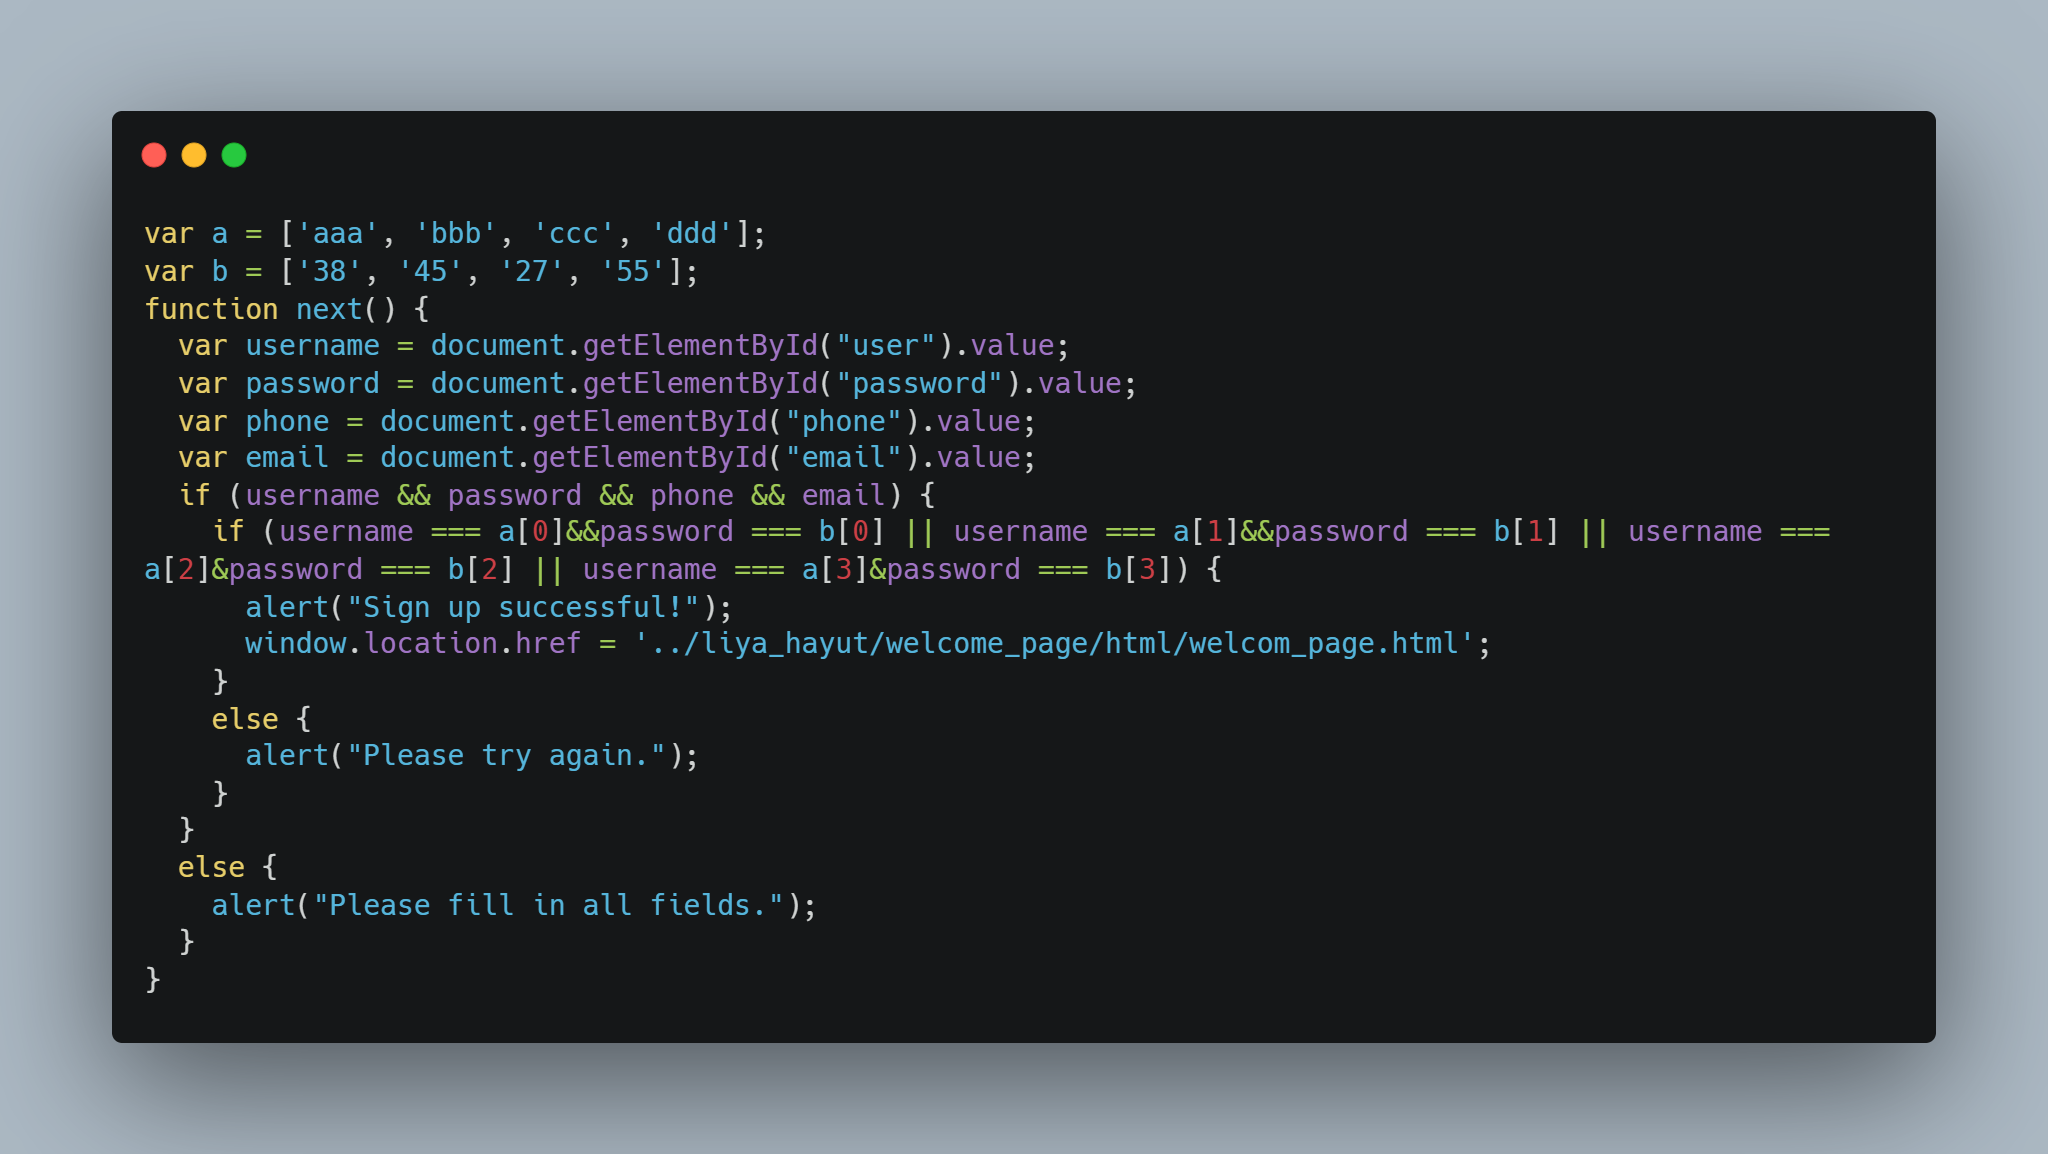 var a = ['aaa', 'bbb', 'ccc', 'ddd'];
var b = ['38', '45', '27', '55'];
function next() {
  var username = document.getElementById("user").value;
  var password = document.getElementById("password").value;
  var phone = document.getElementById("phone").value;
  var email = document.getElementById("email").value;
  if (username && password && phone && email) {
    if (username === a[0]&&password === b[0] || username === a[1]&&password === b[1] || username ===
a[2]&password === b[2] || username === a[3]&password === b[3]) {
      alert("Sign up successful!");
      window.location.href = '../liya_hayut/welcome_page/html/welcom_page.html';
    }
    else {
      alert("Please try again.");
    }
  }
  else {
    alert("Please fill in all fields.");
  }
}